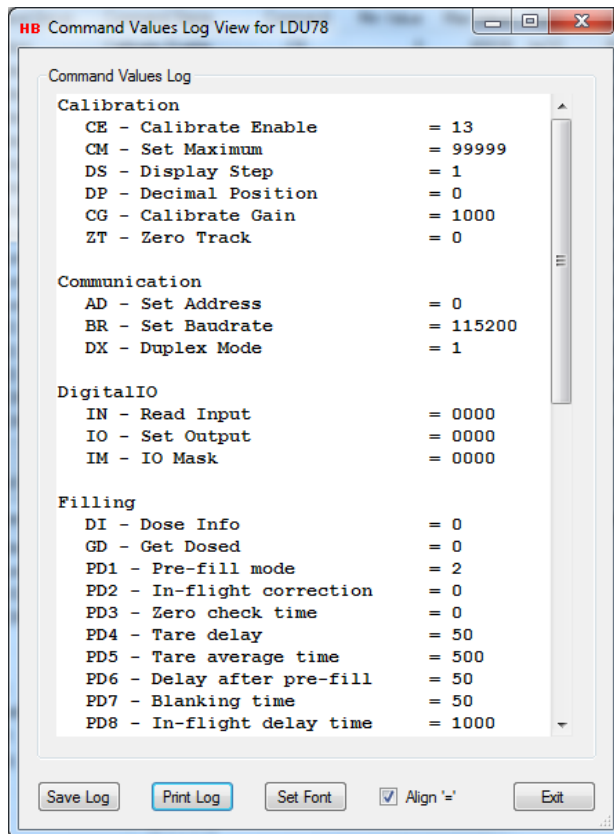 HB Command Values Log View for LDU78
Command Values Log
Calibration
CE - Calibrate Enable = 13
CM - Set Maximum = 99999
DS - Display Step = 1
DP - Decimal Position = 0
CG - Calibrate Gain = 1000
ZT - Zero Track = 0
Communication
AD - Set Address = 0
BR - Set Baudrate = 115200
DX - Duplex Mode = 1
DigitalIO
IN - Read Input = 0000
IO - Set Output = 0000
IM - IO Mask = 0000
Filling
DI - Dose Info = 0
GD - Get Dosed = 0
PD1 - Pre-fill mode = 2
PD2 - In-flight correction = 0
PD3 - Zero check time = 0
PD4 - Tare delay = 50
PD5 - Tare average time = 500
PD6 - Delay after pre-fill = 50
PD7 - Blanking time = 50
PD8 - In-flight delay time = 1000
Save Log Print Log Set Font Align '=' Exit